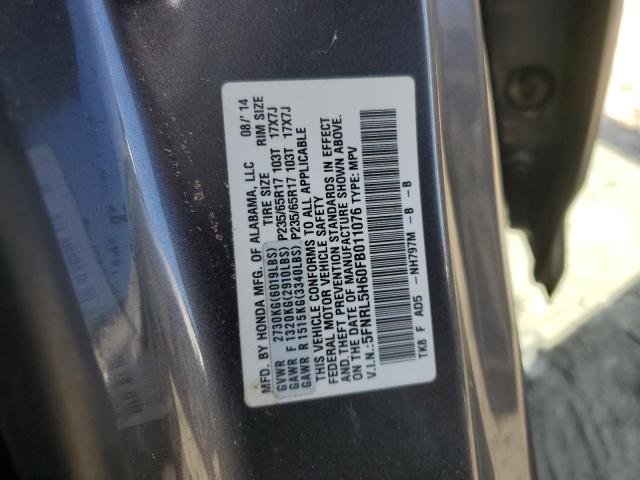 MFD. BY HONDA MFG. OF ALABAMA, LLC 08/'14
TIRE SIZE RIM SIZE
GVWR 2730KG(6019LBS)
GAWR F 1320KG(2910LBS) P235/65R17 103T 17X7J
GAWR R 1515KG(3340LBS) P235/65R17 103T 17X7J
THIS VEHICLE CONFORMS TO ALL APPLICABLE
FEDERAL MOTOR VEHICLE SAFETY
AND THEFT PREVENTION STANDARDS IN EFFECT
ON THE DATE OF MANUFACTURE SHOWN ABOVE.
V.I.N.:5FNRL5H60FB011076 TYPE: MPV
TK8 F AD5 -NH797M -B -B